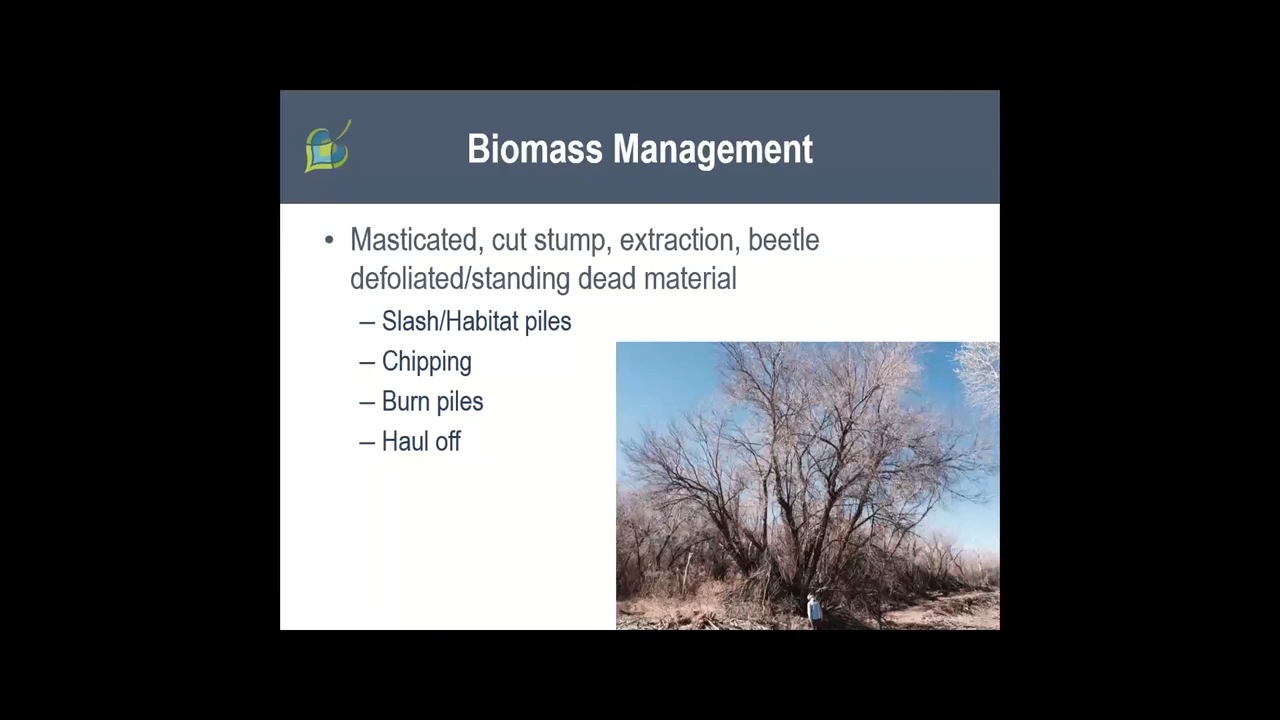 Biomass Management
• Masticated, cut stump, extraction, beetle
defoliated/standing dead material
– Slash/Habitat piles
– Chipping
– Burn piles
– Haul off